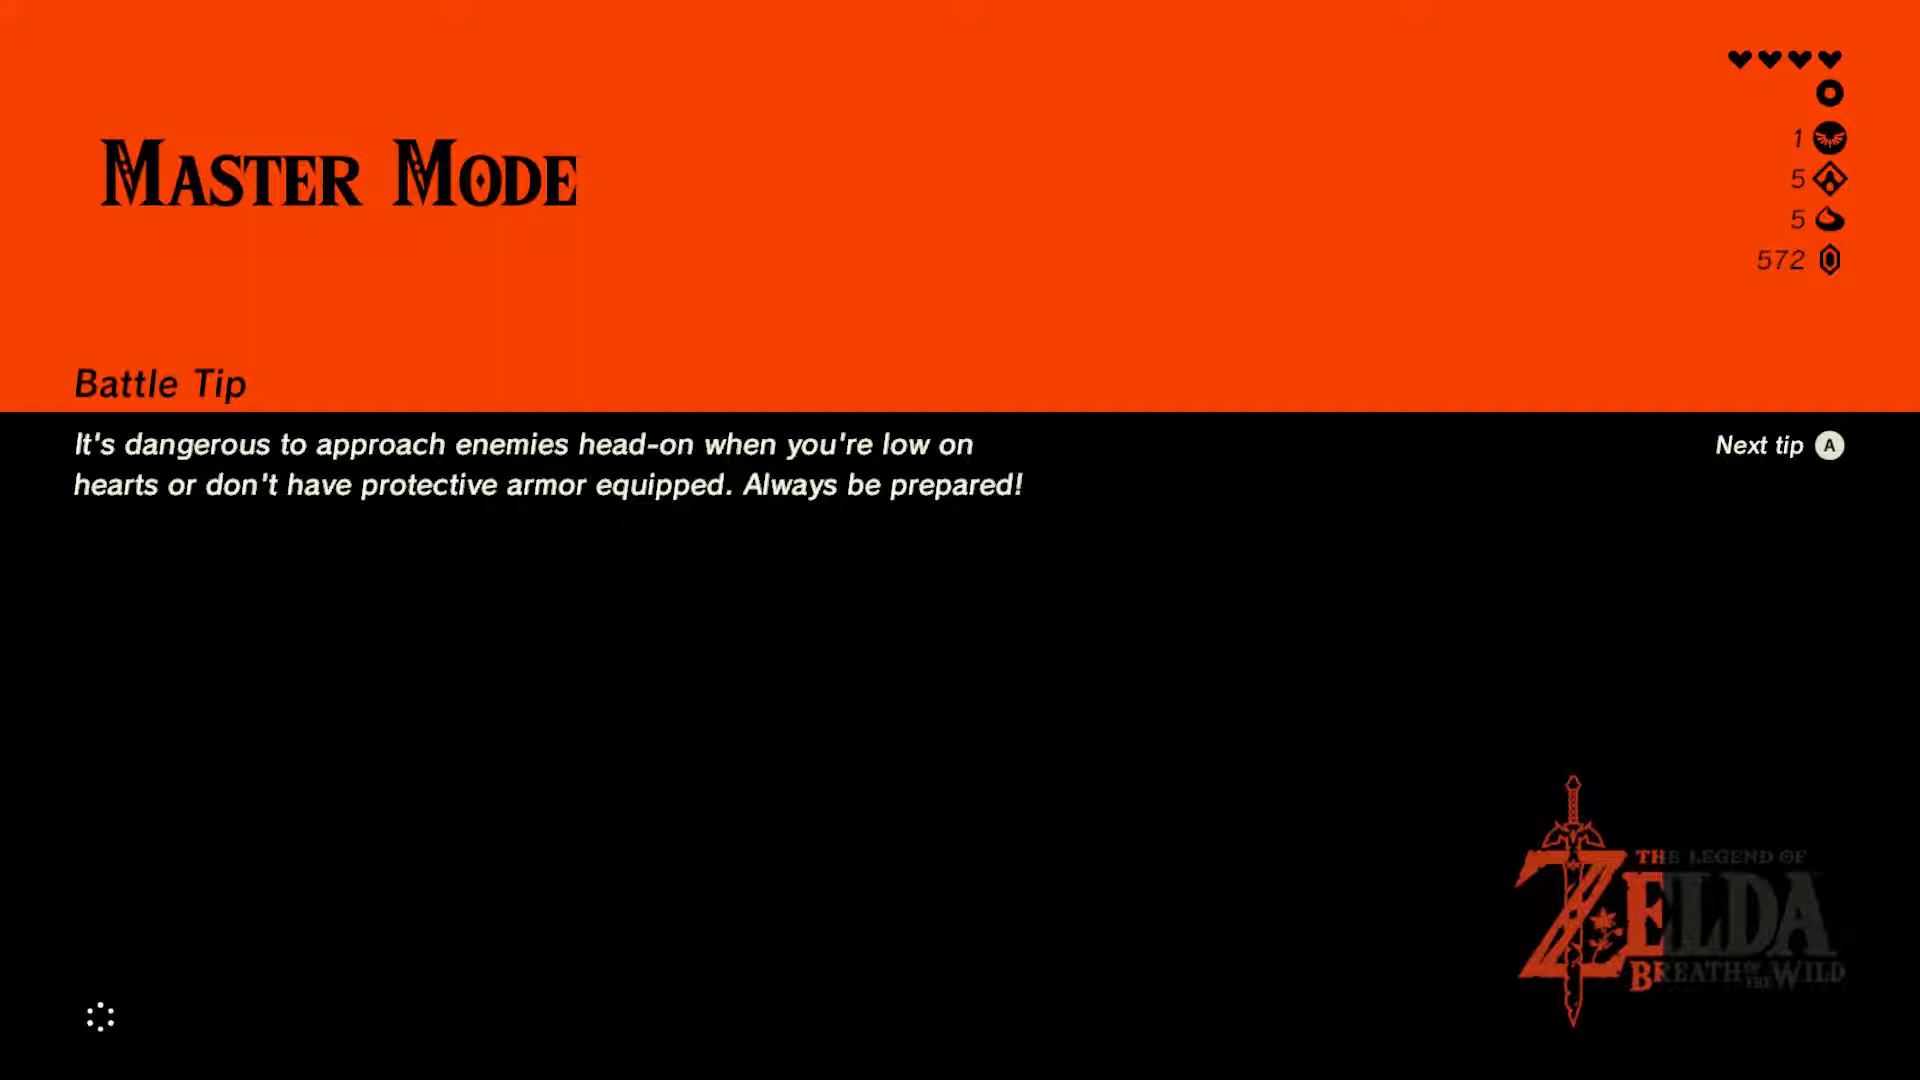 Master Mode
1
5
5
572
Battle Tip
It's dangerous to approach enemies head-on when you're low on
hearts or don't have protective armor equipped. Always be prepared!
Next tip A
THE LEGEND OF
ZELDA
BREATH OF THE WILD